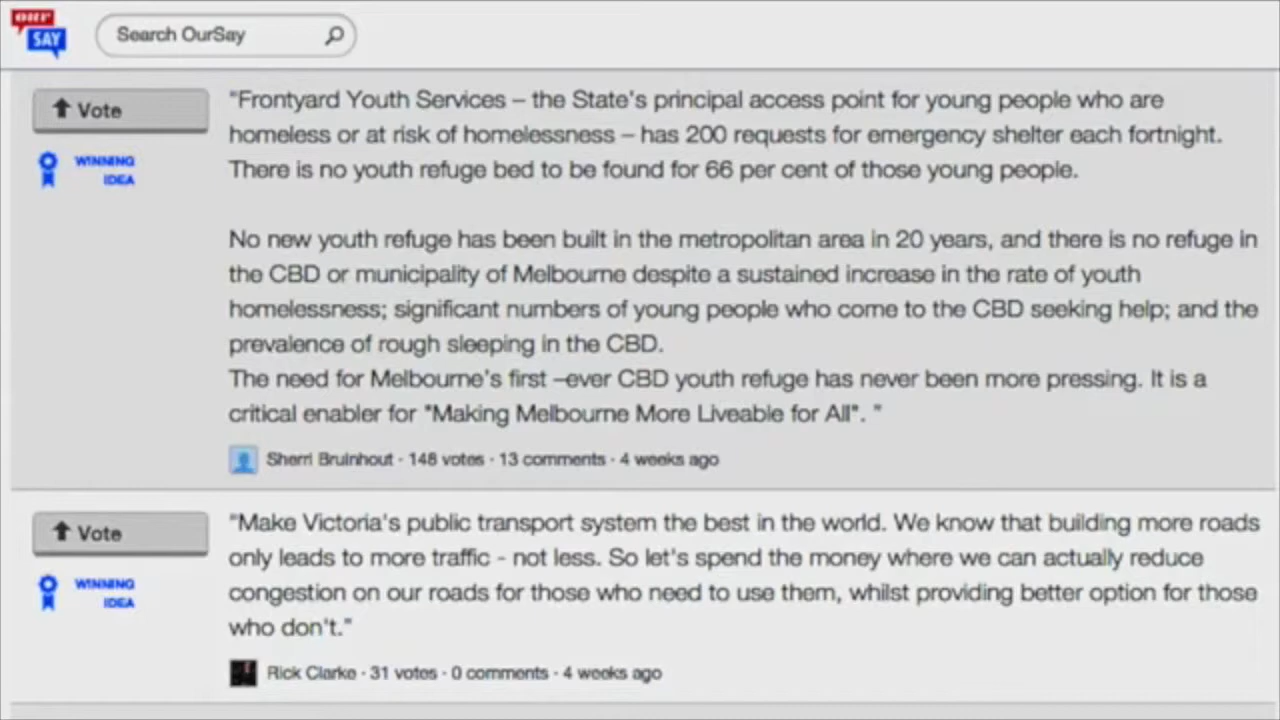 OUR
SAY
Search OurSay
Vote
WINNING
IDEA
"Frontyard Youth Services – the State's principal access point for young people who are
homeless or at risk of homelessness – has 200 requests for emergency shelter each fortnight.
There is no youth refuge bed to be found for 66 per cent of those young people.
No new youth refuge has been built in the metropolitan area in 20 years, and there is no refuge in
the CBD or municipality of Melbourne despite a sustained increase in the rate of youth
homelessness; significant numbers of young people who come to the CBD seeking help; and the
prevalence of rough sleeping in the CBD.
The need for Melbourne's first –ever CBD youth refuge has never been more pressing. It is a
critical enabler for "Making Melbourne More Liveable for All". "
Sherri Bruinhout · 148 votes · 13 comments · 4 weeks ago
Vote
WINNING
IDEA
"Make Victoria's public transport system the best in the world. We know that building more roads
only leads to more traffic - not less. So let's spend the money where we can actually reduce
congestion on our roads for those who need to use them, whilst providing better option for those
who don't."
Rick Clarke · 31 votes · 0 comments · 4 weeks ago